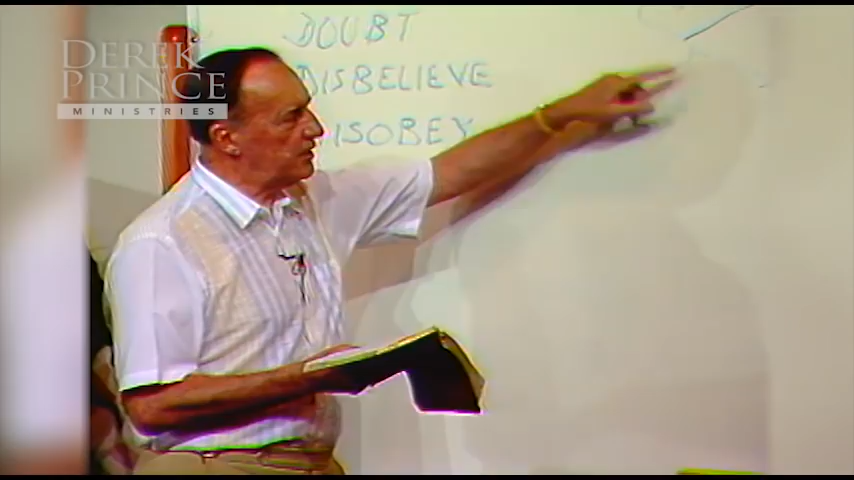 DEREK
PRINCE
MINISTRIES
DOUBT
DISBELIEVE
DISOBEY